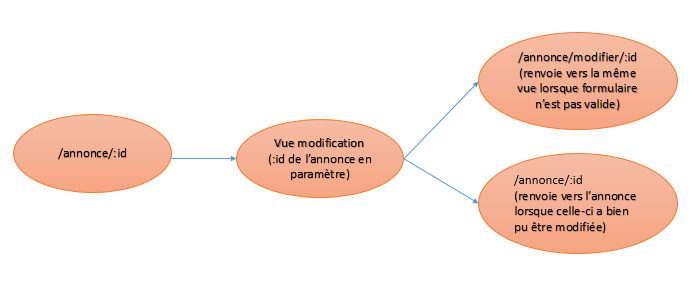 /annonce/:id
Vue modification
(:id de l'annonce en
paramètre)
/annonce/modifier/:id
(renvoie vers la même
vue lorsque formulaire
n'est pas valide)
/annonce/:id
(renvoie vers l'annonce
lorsque celle-ci a bien
pu être modifiée)